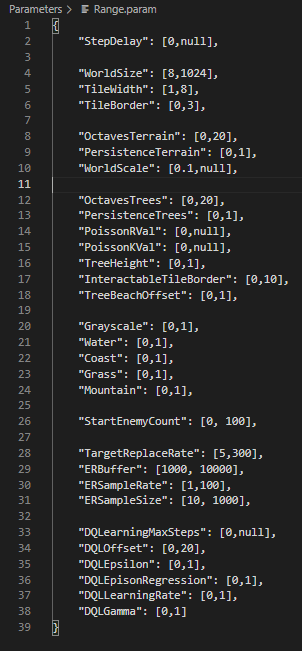 Parameters > Range.param
1 {
2 "StepDelay": [0,null],
3
4 "WorldSize": [8,1024],
5 "TileWidth": [1,8],
6 "TileBorder": [0,3],
7
8 "OctavesTerrain": [0,20],
9 "PersistenceTerrain": [0,1],
10 "WorldScale": [0.1,null],
11
12 "OctavesTrees": [0,20],
13 "PersistenceTrees": [0,1],
14 "PoissonRVal": [0,null],
15 "PoissonKVal": [0,null],
16 "TreeHeight": [0,1],
17 "InteractableTileBorder": [0,10],
18 "TreeBeachOffset": [0,1],
19
20 "Grayscale": [0,1],
21 "Water": [0,1],
22 "Coast": [0,1],
23 "Grass": [0,1],
24 "Mountain": [0,1],
25
26 "StartEnemyCount": [0, 100],
27
28 "TargetReplaceRate": [5,300],
29 "ERBuffer": [1000, 10000],
30 "ERSampleRate": [1,100],
31 "ERSampleSize": [10, 1000],
32
33 "DQLearningMaxSteps": [0,null],
34 "DQLOffset": [0,20],
35 "DQLEpsilon": [0,1],
36 "DQLEpisonRegression": [0,1],
37 "DQLLearningRate": [0,1],
38 "DQLGamma": [0,1]
39 }